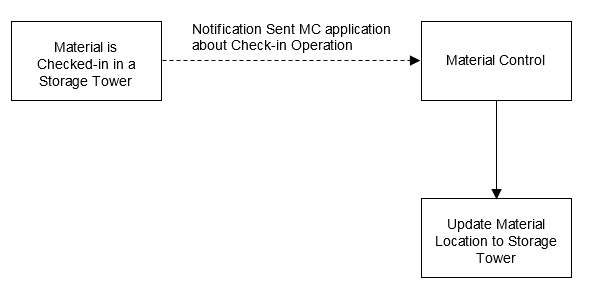 Material is
Checked-in in a
Storage Tower
Notification Sent MC application
about Check-in Operation
Material Control
Update Material
Location to Storage
Tower